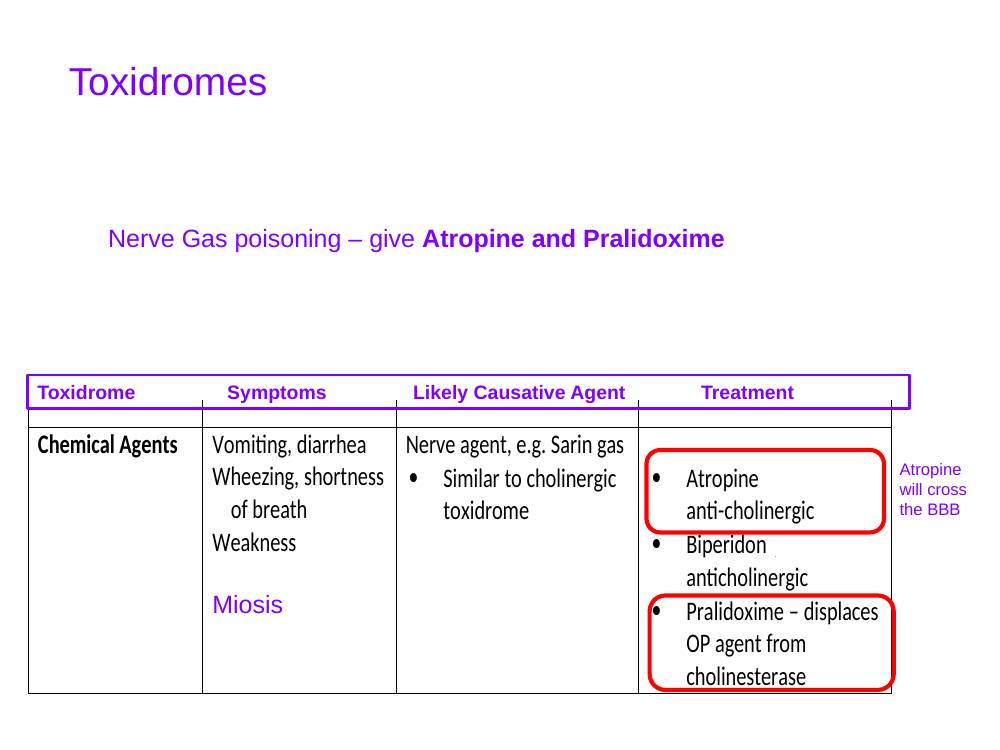 Toxidromes
Nerve Gas poisoning – give Atropine and Pralidoxime
Toxidrome Symptoms Likely Causative Agent Treatment
Chemical Agents
Vomiting, diarrhea
Wheezing, shortness
of breath
Weakness
Miosis
Nerve agent, e.g. Sarin gas
• Similar to cholinergic
toxidrome
• Atropine
anti-cholinergic
• Biperidon
anticholinergic
• Pralidoxime – displaces
OP agent from
cholinesterase
Atropine
will cross
the BBB